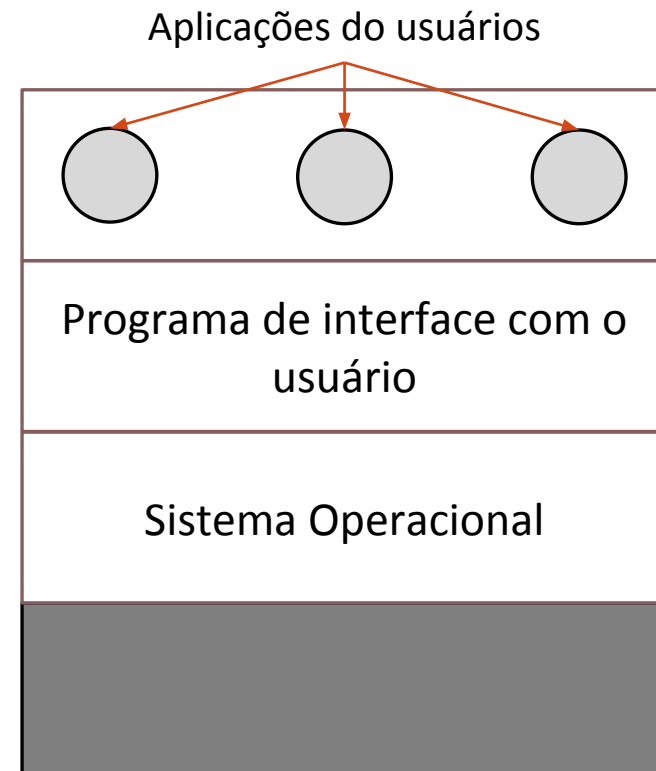 Aplicações do usuários
Programa de interface com o
usuário
Sistema Operacional